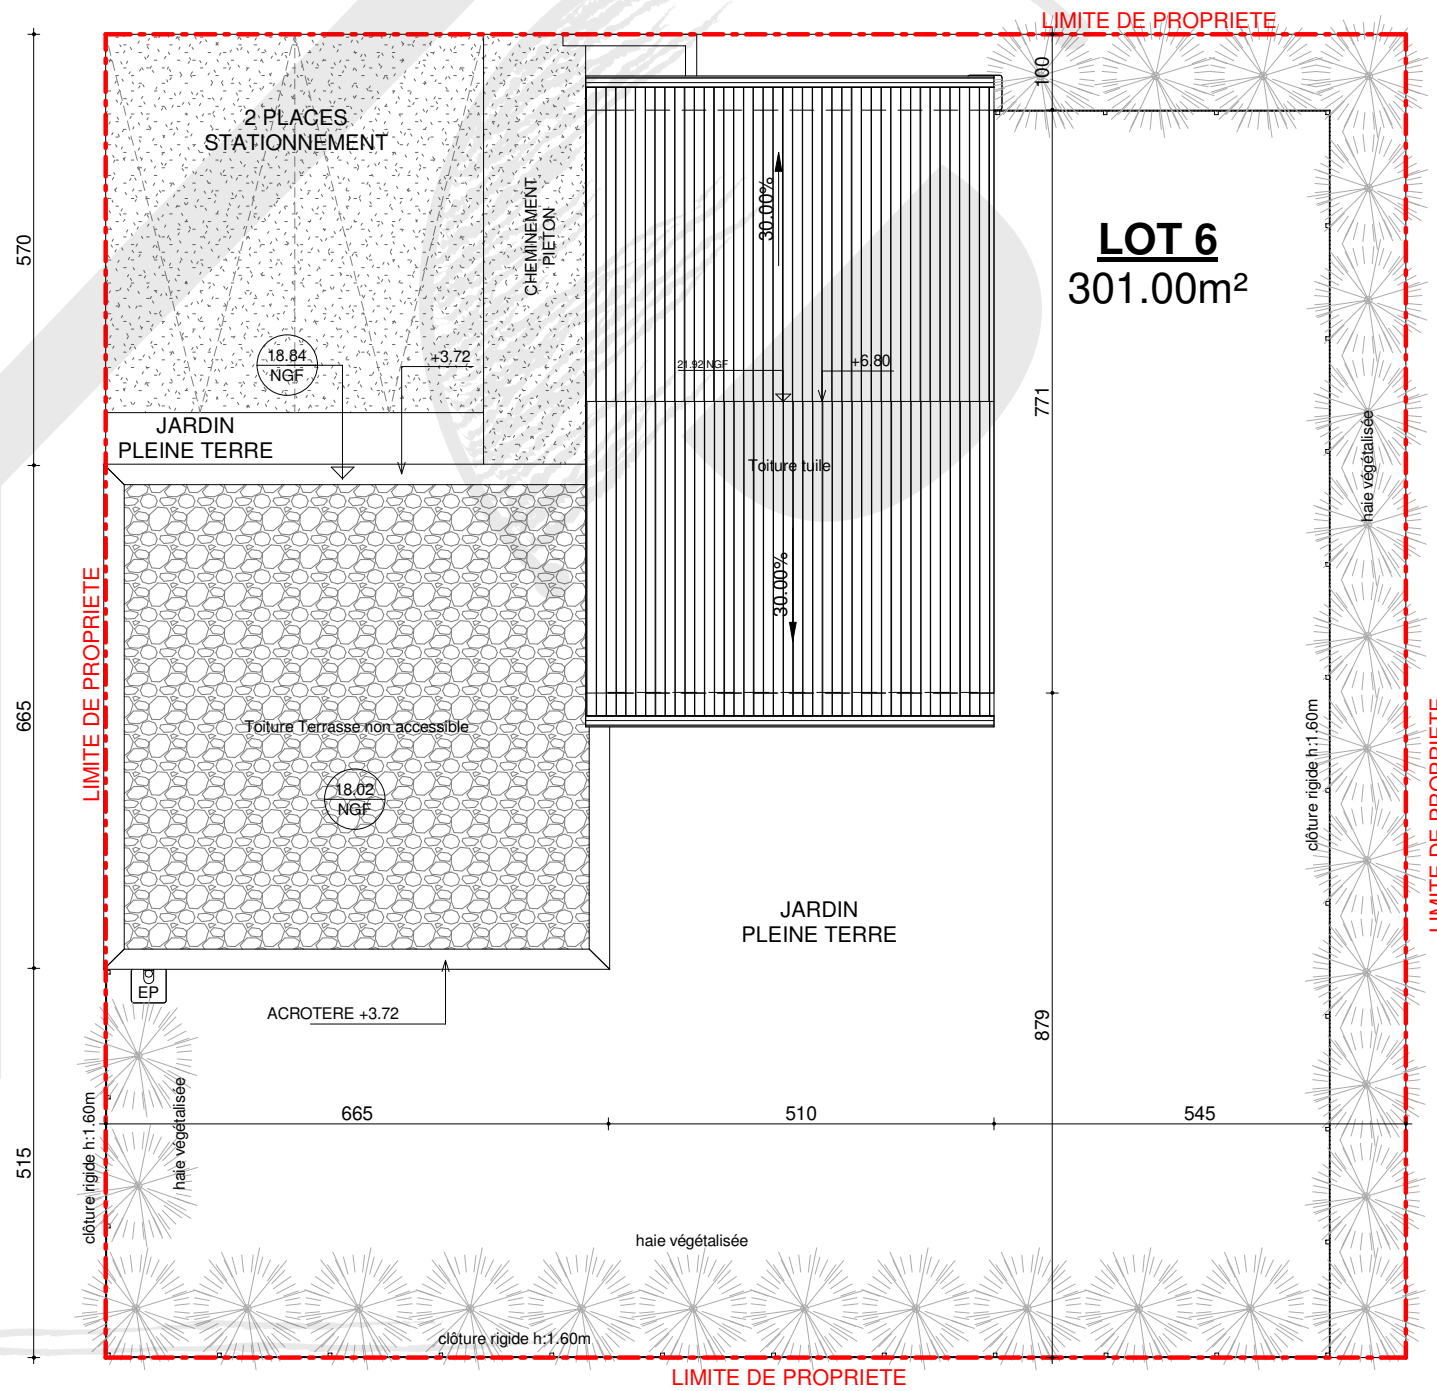 LIMITE DE PROPRIETE
100
2 PLACES
STATIONNEMENT
CHEMINEMENT
PIETON
30.00%
570
LOT 6
301.00m²
18.84
NGF
+3.72
21.92 NGF
+6.80
771
JARDIN
PLEINE TERRE
Toiture tuile
haie végétalisée
30.00%
LIMITE DE PROPRIETE
665
Toiture Terrasse non accessible
18.02
NGF
clôture rigide h:1.60m
LIMITE DE PROPRIETE
JARDIN
PLEINE TERRE
EP
ACROTERE +3.72
879
665
510
545
515
clôture rigide h:1.60m
haie végétalisée
haie végétalisée
clôture rigide h:1.60m
LIMITE DE PROPRIETE